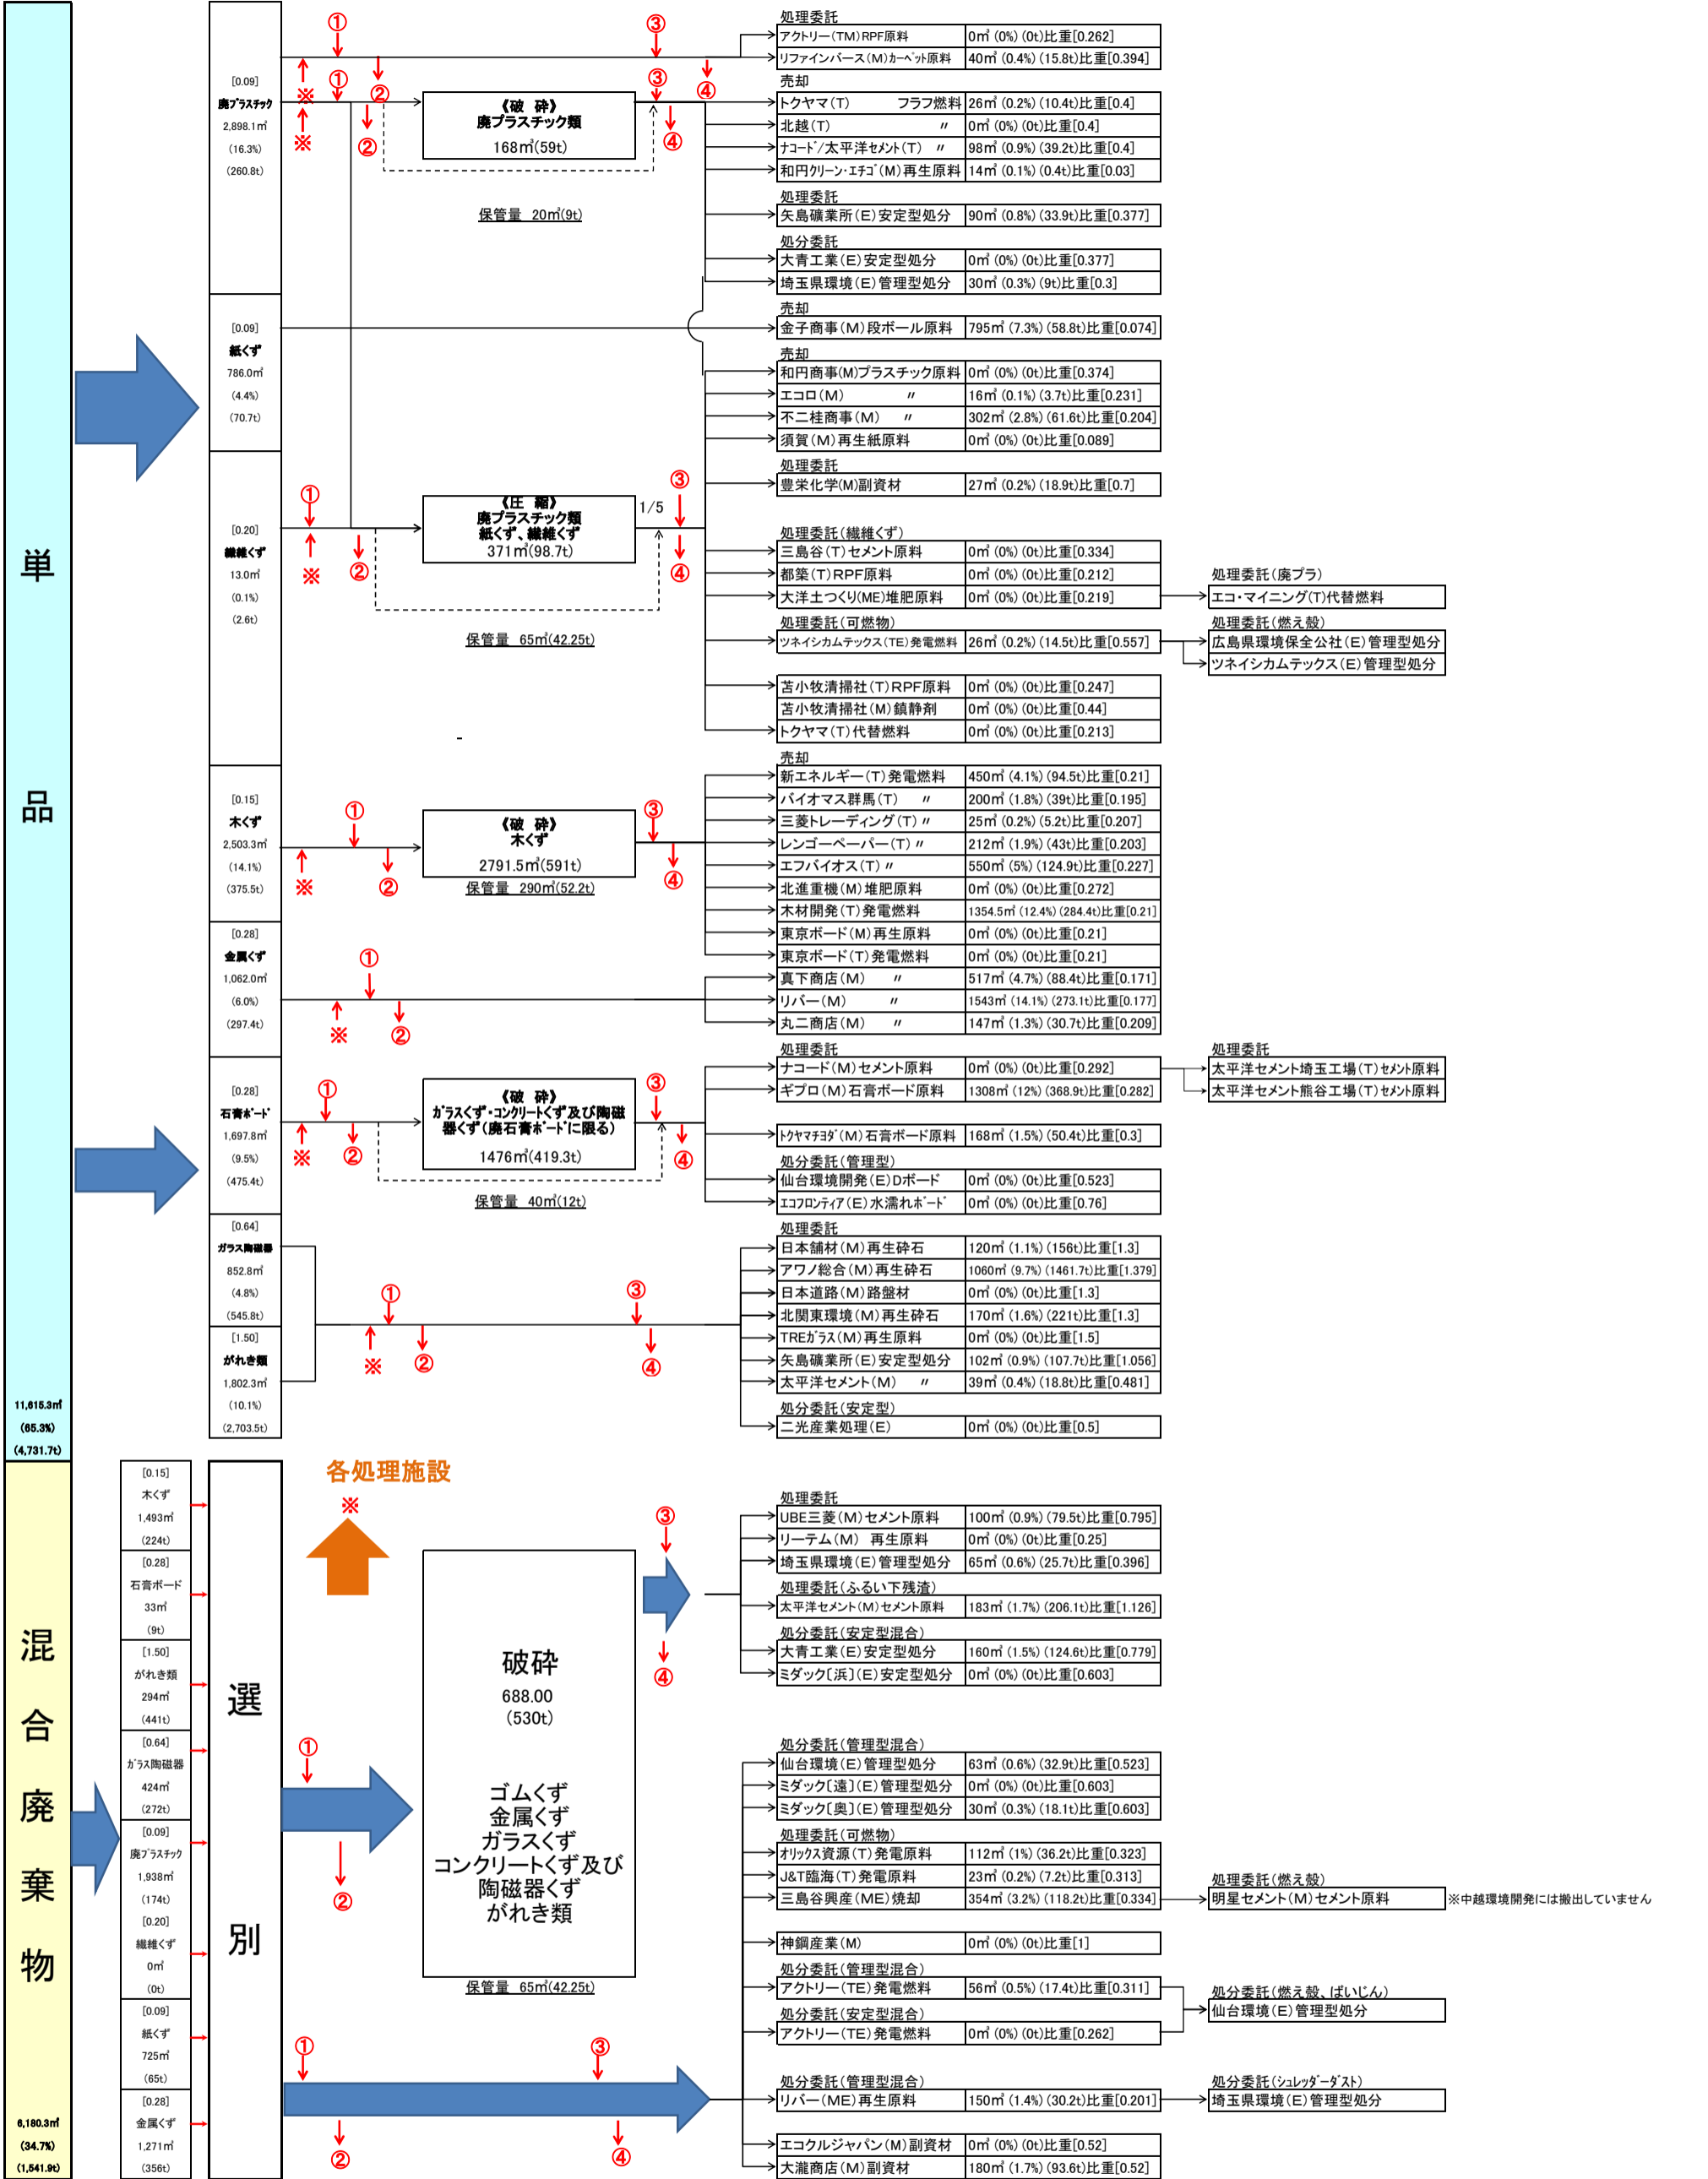 単
品
11,615.3㎥
(65.3%)
(4,731.7t)
[0.09]
廃プラスチック
2,898.1㎥
(16.3%)
(260.8t)
[0.09]
紙くず
786.0㎥
(4.4%)
(70.7t)
[0.20]
繊維くず
13.0㎥
(0.1%)
(2.6t)
[0.15]
木くず
2,503.3㎥
(14.1%)
(375.5t)
[0.28]
金属くず
1,062.0㎥
(6.0%)
(297.4t)
[0.28]
石膏ボード
1,697.8㎥
(9.5%)
(475.4t)
[0.64]
ガラス陶磁器
852.8㎥
(4.8%)
(545.8t)
[1.50]
がれき類
1,802.3㎥
(10.1%)
(2,703.5t)
① ③
※ ② ④
① ③
※ ② ④
《破 砕》
廃プラスチック類
168㎥(59t)
保管量 20㎥(9t)
① ③
※ ② ④
《圧 縮》
廃プラスチック類
紙くず、繊維くず
371㎥(98.7t)
1/5
保管量 65㎥(42.25t)
-
① ③
※ ② ④
《破 砕》
木くず
2791.5㎥(591t)
保管量 290㎥(52.2t)
①
※ ②
① ③
※ ② ④
《破 砕》
ガラスくず・コンクリートくず及び陶磁
器くず(廃石膏ボードに限る)
1476㎥(419.3t)
保管量 40㎥(12t)
① ③
※ ② ④
処理委託
アクトリー(TM)RPF原料 0㎥ (0%) (0t)比重[0.262]
リファインバース(M)カーペット原料 40㎥ (0.4%) (15.8t)比重[0.394]
売却
トクヤマ(T) フラフ燃料 26㎥ (0.2%) (10.4t)比重[0.4]
北越(T) 〃 0㎥ (0%) (0t)比重[0.4]
ナコード/太平洋セメント(T) 〃 98㎥ (0.9%) (39.2t)比重[0.4]
和円クリーン・エチゴ(M)再生原料 14㎥ (0.1%) (0.4t)比重[0.03]
処理委託
矢島礦業所(E)安定型処分 90㎥ (0.8%) (33.9t)比重[0.377]
処分委託
大青工業(E)安定型処分 0㎥ (0%) (0t)比重[0.377]
埼玉県環境(E)管理型処分 30㎥ (0.3%) (9t)比重[0.3]
売却
金子商事(M)段ボール原料 795㎥ (7.3%) (58.8t)比重[0.074]
売却
和円商事(M)プラスチック原料 0㎥ (0%) (0t)比重[0.374]
エコロ(M) 〃 16㎥ (0.1%) (3.7t)比重[0.231]
不二桂商事(M) 〃 302㎥ (2.8%) (61.6t)比重[0.204]
須賀(M)再生紙原料 0㎥ (0%) (0t)比重[0.089]
処理委託
豊栄化学(M)副資材 27㎥ (0.2%) (18.9t)比重[0.7]
処理委託(繊維くず)
三島谷(T)セメント原料 0㎥ (0%) (0t)比重[0.334]
都築(T)RPF原料 0㎥ (0%) (0t)比重[0.212]
大洋土つくり(ME)堆肥原料 0㎥ (0%) (0t)比重[0.219]
処理委託(廃プラ)
エコ・マイニング(T)代替燃料
処理委託(可燃物)
ツネイシカムテックス(TE)発電燃料 26㎥ (0.2%) (14.5t)比重[0.557]
処理委託(燃え殻)
広島県環境保全公社(E)管理型処分
ツネイシカムテックス(E)管理型処分
苫小牧清掃社(T)RPF原料 0㎥ (0%) (0t)比重[0.247]
苫小牧清掃社(M)鎮静剤 0㎥ (0%) (0t)比重[0.44]
トクヤマ(T)代替燃料 0㎥ (0%) (0t)比重[0.213]
売却
新エネルギー(T)発電燃料 450㎥ (4.1%) (94.5t)比重[0.21]
バイオマス群馬(T) 〃 200㎥ (1.8%) (39t)比重[0.195]
三菱トレーディング(T)〃 25㎥ (0.2%) (5.2t)比重[0.207]
レンゴーペーパー(T)〃 212㎥ (1.9%) (43t)比重[0.203]
エフバイオス(T)〃 550㎥ (5%) (124.9t)比重[0.227]
北進重機(M)堆肥原料 0㎥ (0%) (0t)比重[0.272]
木材開発(T)発電燃料 1354.5㎥ (12.4%) (284.4t)比重[0.21]
東京ボード(M)再生原料 0㎥ (0%) (0t)比重[0.21]
東京ボード(T)発電燃料 0㎥ (0%) (0t)比重[0.21]
真下商店(M) 〃 517㎥ (4.7%) (88.4t)比重[0.171]
リバー(M) 〃 1543㎥ (14.1%) (273.1t)比重[0.177]
丸二商店(M) 〃 147㎥ (1.3%) (30.7t)比重[0.209]
処理委託
ナコード(M)セメント原料 0㎥ (0%) (0t)比重[0.292]
ギプロ(M)石膏ボード原料 1308㎥ (12%) (368.9t)比重[0.282]
処理委託
太平洋セメント埼玉工場(T)セメント原料
太平洋セメント熊谷工場(T)セメント原料
トクヤマチヨダ(M)石膏ボード原料 168㎥ (1.5%) (50.4t)比重[0.3]
処分委託(管理型)
仙台環境開発(E)Dボード 0㎥ (0%) (0t)比重[0.523]
エコフロンティア(E)水濡れボード 0㎥ (0%) (0t)比重[0.76]
処理委託
日本舗材(M)再生砕石 120㎥ (1.1%) (156t)比重[1.3]
アワノ総合(M)再生砕石 1060㎥ (9.7%) (1461.7t)比重[1.379]
日本道路(M)路盤材 0㎥ (0%) (0t)比重[1.3]
北関東環境(M)再生砕石 170㎥ (1.6%) (221t)比重[1.3]
TREガラス(M)再生原料 0㎥ (0%) (0t)比重[1.5]
矢島礦業所(E)安定型処分 102㎥ (0.9%) (107.7t)比重[1.056]
太平洋セメント(M) 〃 39㎥ (0.4%) (18.8t)比重[0.481]
処分委託(安定型)
二光産業処理(E) 0㎥ (0%) (0t)比重[0.5]
混
合
廃
棄
物
6,180.3㎥
(34.7%)
(1,541.9t)
[0.15]
木くず
1,493㎥
(224t)
[0.28]
石膏ボード
33㎥
(9t)
[1.50]
がれき類
294㎥
(441t)
[0.64]
ガラス陶磁器
424㎥
(272t)
[0.09]
廃プラスチック
1,938㎥
(174t)
[0.20]
繊維くず
0㎥
(0t)
[0.09]
紙くず
725㎥
(65t)
[0.28]
金属くず
1,271㎥
(356t)
選
別
各処理施設
※
①
②
破砕
688.00
(530t)
ゴムくず
金属くず
ガラスくず
コンクリートくず及び
陶磁器くず
がれき類
保管量 65㎥(42.25t)
③
④
① ③
② ④
処理委託
UBE三菱(M)セメント原料 100㎥ (0.9%) (79.5t)比重[0.795]
リーテム(M) 再生原料 0㎥ (0%) (0t)比重[0.25]
埼玉県環境(E)管理型処分 65㎥ (0.6%) (25.7t)比重[0.396]
処理委託(ふるい下残渣)
太平洋セメント(M)セメント原料 183㎥ (1.7%) (206.1t)比重[1.126]
処分委託(安定型混合)
大青工業(E)安定型処分 160㎥ (1.5%) (124.6t)比重[0.779]
ミダック〔浜〕(E)安定型処分 0㎥ (0%) (0t)比重[0.603]
処分委託(管理型混合)
仙台環境(E)管理型処分 63㎥ (0.6%) (32.9t)比重[0.523]
ミダック〔遠〕(E)管理型処分 0㎥ (0%) (0t)比重[0.603]
ミダック〔奥〕(E)管理型処分 30㎥ (0.3%) (18.1t)比重[0.603]
処理委託(可燃物)
オリックス資源(T)発電原料 112㎥ (1%) (36.2t)比重[0.323]
J&T臨海(T)発電原料 23㎥ (0.2%) (7.2t)比重[0.313]
三島谷興産(ME)焼却 354㎥ (3.2%) (118.2t)比重[0.334]
処理委託(燃え殻)
明星セメント(M)セメント原料 ※中越環境開発には搬出していません
神鋼産業(M) 0㎥ (0%) (0t)比重[1]
処分委託(管理型混合)
アクトリー(TE)発電燃料 56㎥ (0.5%) (17.4t)比重[0.311]
処分委託(安定型混合)
アクトリー(TE)発電燃料 0㎥ (0%) (0t)比重[0.262]
処分委託(燃え殻、ばいじん)
仙台環境(E)管理型処分
処分委託(管理型混合)
リバー(ME)再生原料 150㎥ (1.4%) (30.2t)比重[0.201]
処分委託(シュレッダーダスト)
埼玉県環境(E)管理型処分
エコクルジャパン(M)副資材 0㎥ (0%) (0t)比重[0.52]
大瀧商店(M)副資材 180㎥ (1.7%) (93.6t)比重[0.52]